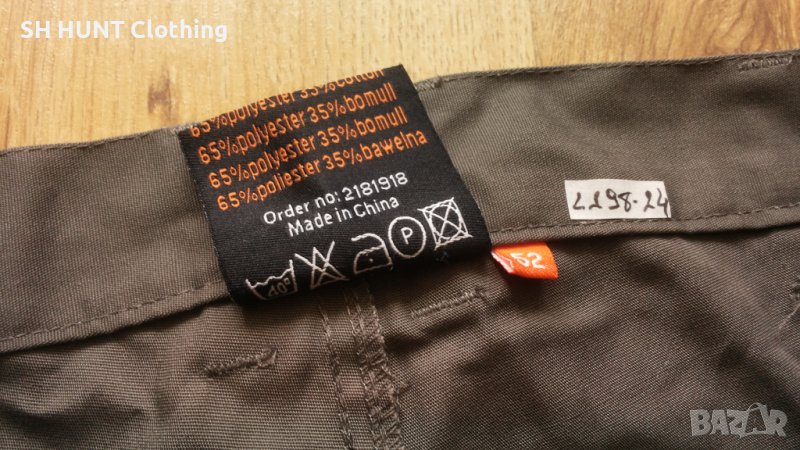 SH HUNT Clothing
65%polyester 35%cotton
65%polyester 35%bomull
65%polyester 35%bomull
65%poliester 35%bawelna
Order no: 2181918
Made in China
40°
P
52
2298-24
BAZAR